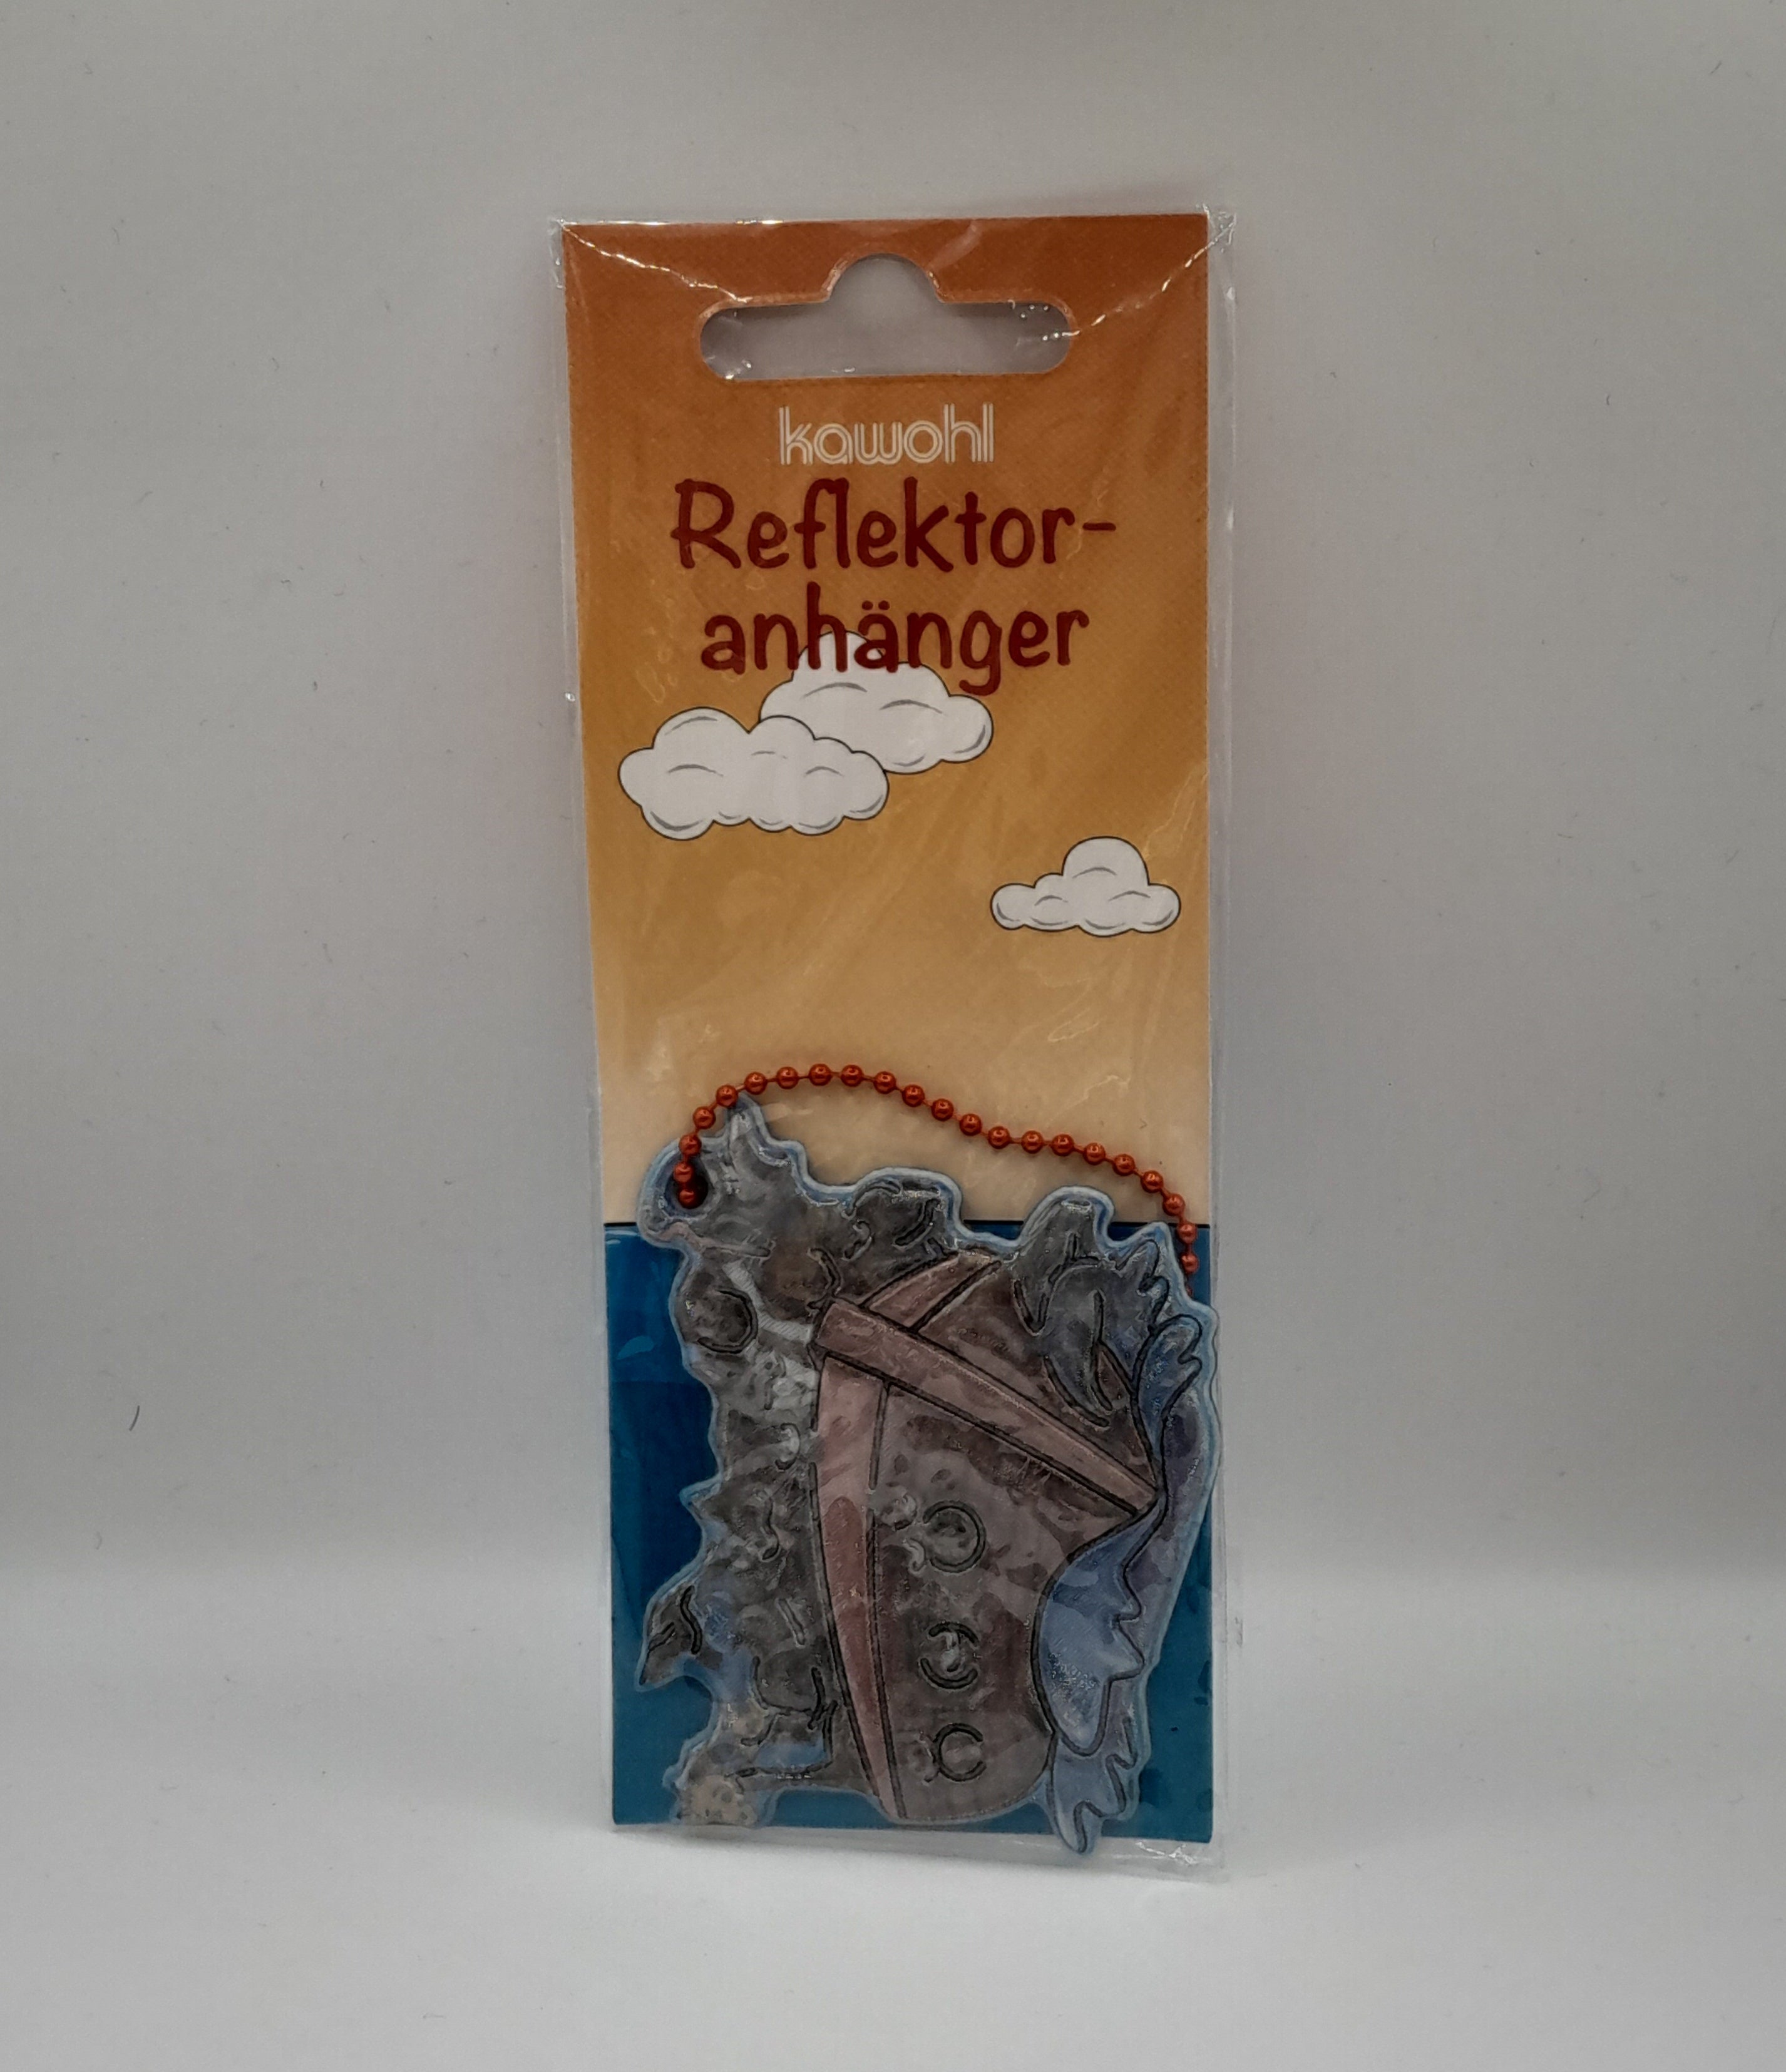 kawohl
Reflektor-
anhänger